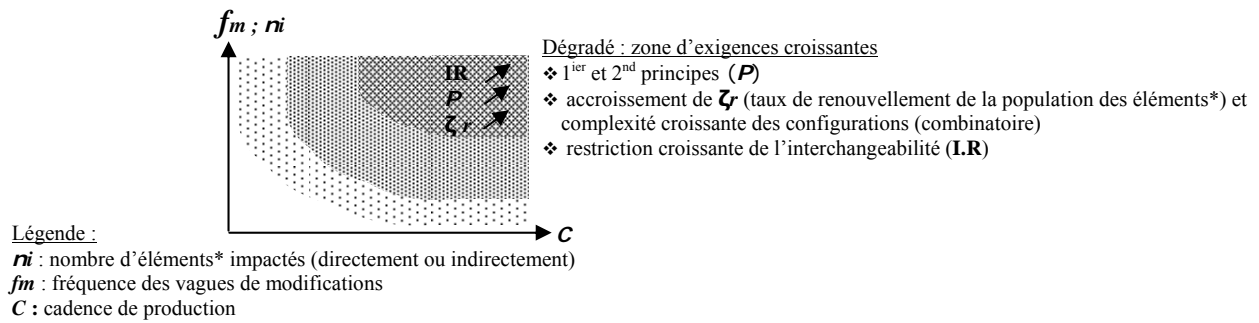 fm ; ni
Dégradé : zone d’exigences croissantes
❖ 1ier et 2nd principes (P)
❖ accroissement de ζr (taux de renouvellement de la population des éléments*) et
complexité croissante des configurations (combinatoire)
❖ restriction croissante de l’interchangeabilité (I.R)
IR
P
ζr
C
Légende :
ni : nombre d’éléments* impactés (directement ou indirectement)
fm : fréquence des vagues de modifications
C : cadence de production